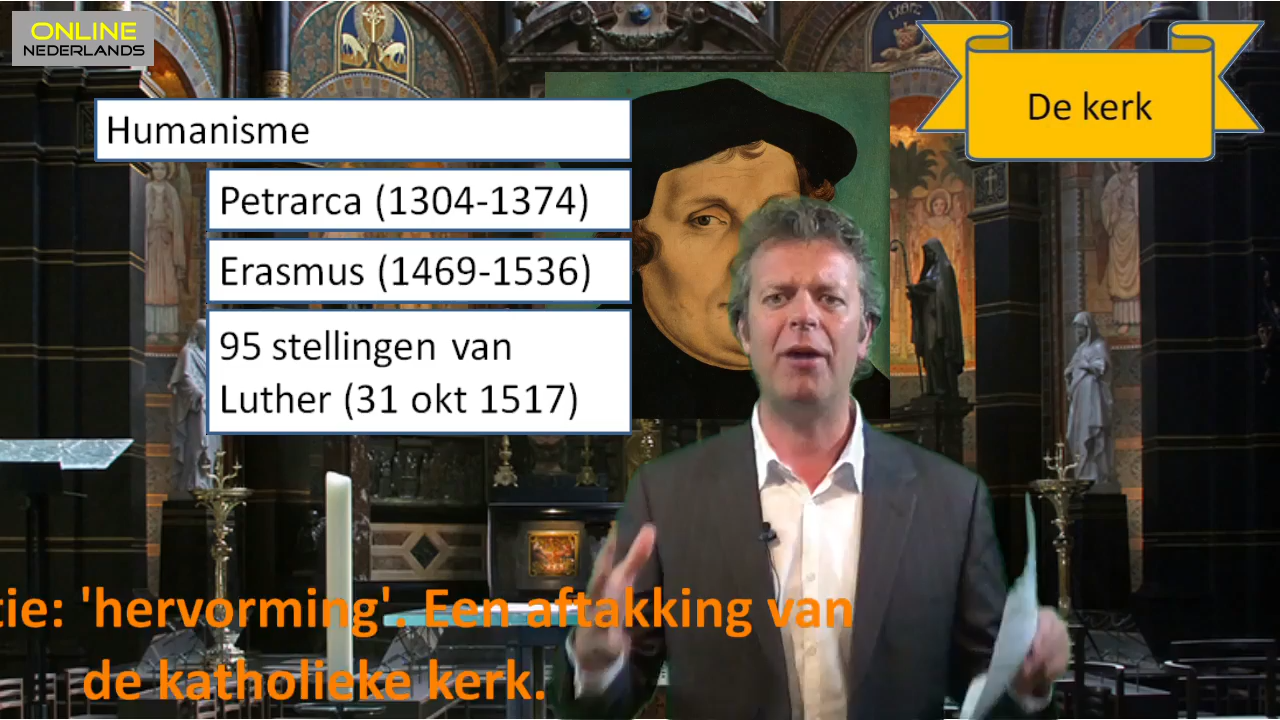 ONLINE
NEDERLANDS
De kerk
Humanisme
Petrarca (1304-1374)
Erasmus (1469-1536)
95 stellingen van
Luther (31 okt 1517)
tie: 'hervorming'. Een aftakking van
de katholieke kerk.